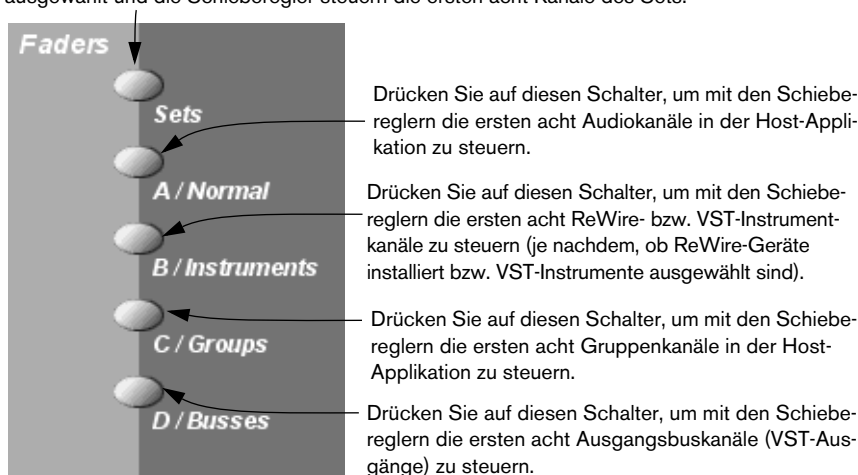 ausgewählt und die Schieberegler steuern die ersten acht Kanäle des Sets.
Faders
Sets
Drücken Sie auf diesen Schalter, um mit den Schiebe-
reglern die ersten acht Audiokanäle in der Host-Appli-
kation zu steuern.
A / Normal
Drücken Sie auf diesen Schalter, um mit den Schiebe-
reglern die ersten acht ReWire- bzw. VST-Instrument-
kanäle zu steuern (je nachdem, ob ReWire-Geräte
installiert bzw. VST-Instrumente ausgewählt sind).
B / Instruments
Drücken Sie auf diesen Schalter, um mit den Schiebe-
reglern die ersten acht Gruppenkanäle in der Host-
Applikation zu steuern.
C / Groups
Drücken Sie auf diesen Schalter, um mit den Schiebe-
reglern die ersten acht Ausgangsbuskanäle (VST-Aus-
gänge) zu steuern.
D / Busses